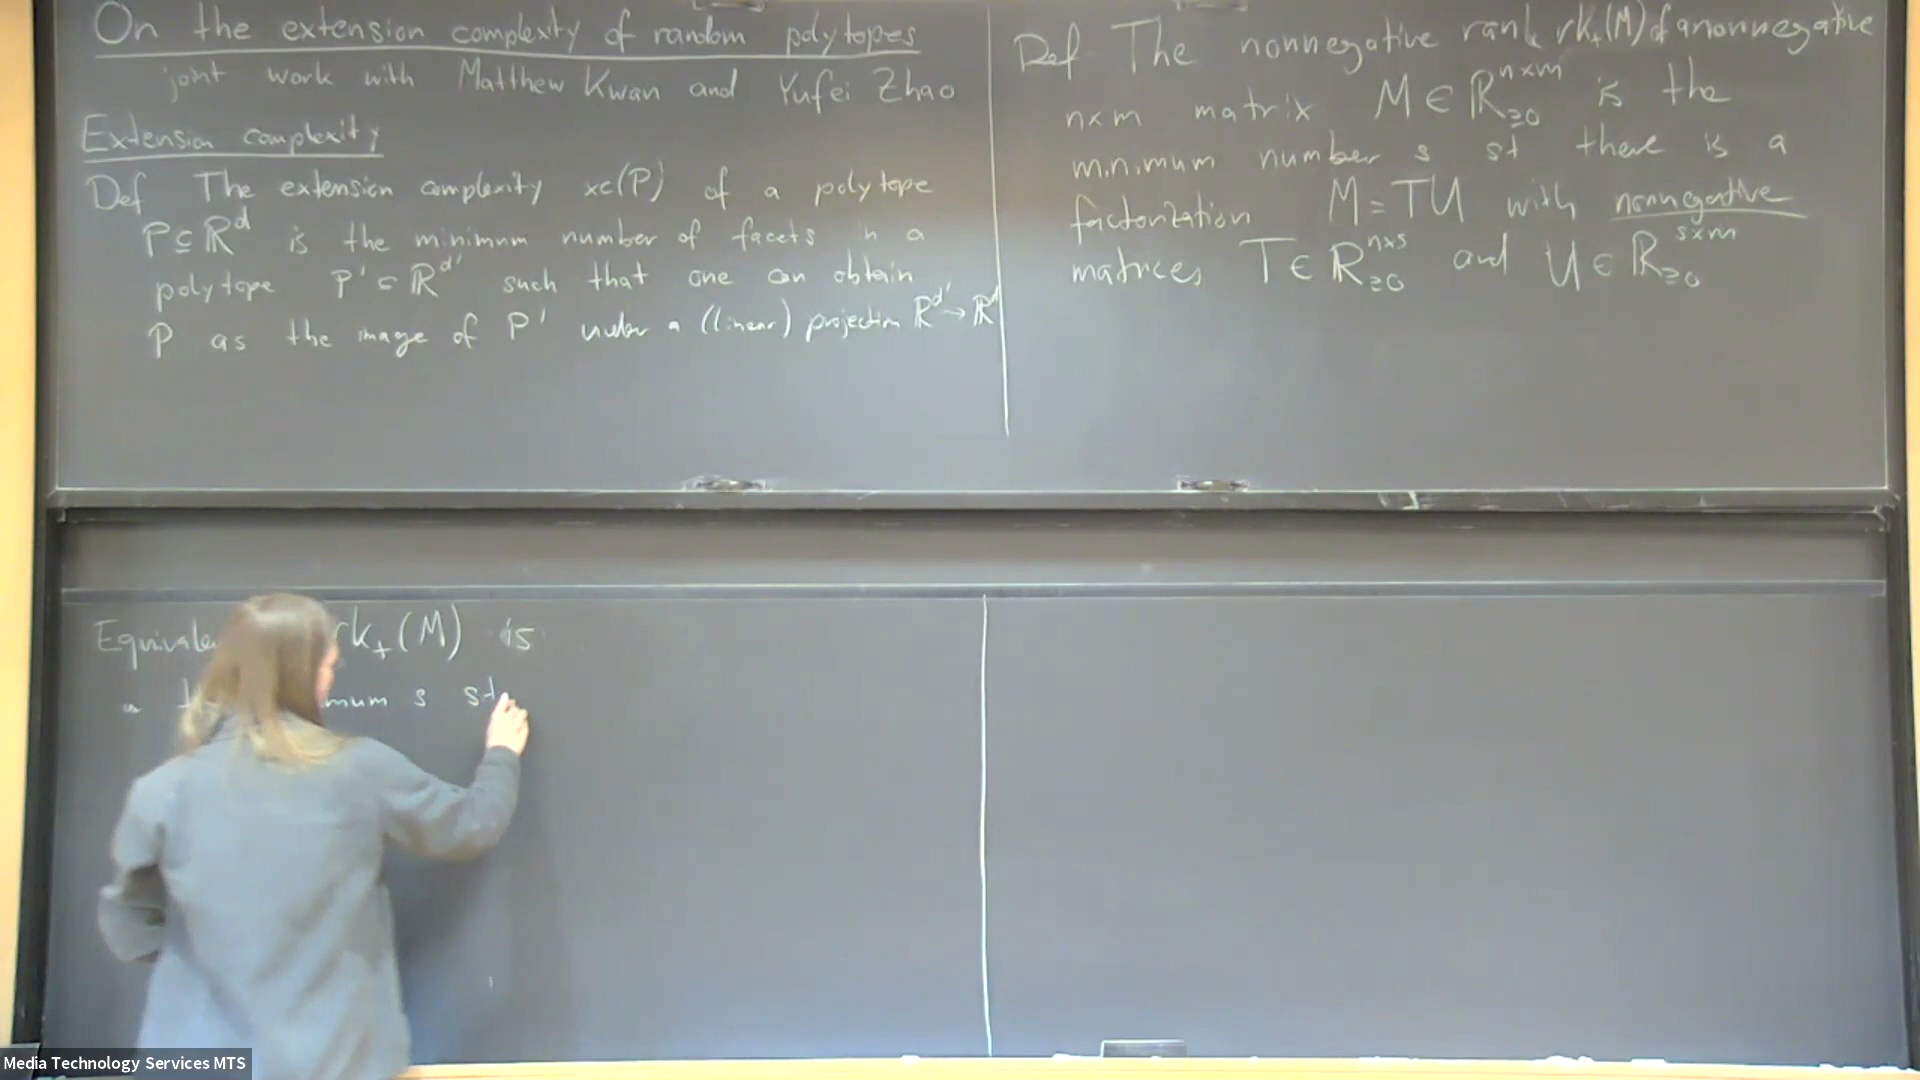 On the extension complexity of random polytopes
joint work with Matthew Kwan and Yufei Zhao
Extension complexity
Def The extension complexity xc(P) of a polytope
P ⊆ ℝ^d is the minimum number of facets in a
polytope P' ⊆ ℝ^d' such that one can obtain
P as the image of P' under a (linear) projection ℝ^d' → ℝ^d
Def The nonnegative rank rk₊(M) of a nonnegative
n×m matrix M ∈ ℝ_≥0^n×m is the
minimum number s st there is a
factorization M = TU with nonnegative
matrices T ∈ ℝ_≥0^n×s and U ∈ ℝ_≥0^s×m
rk₊(M) is
s st
Media Technology Services MTS